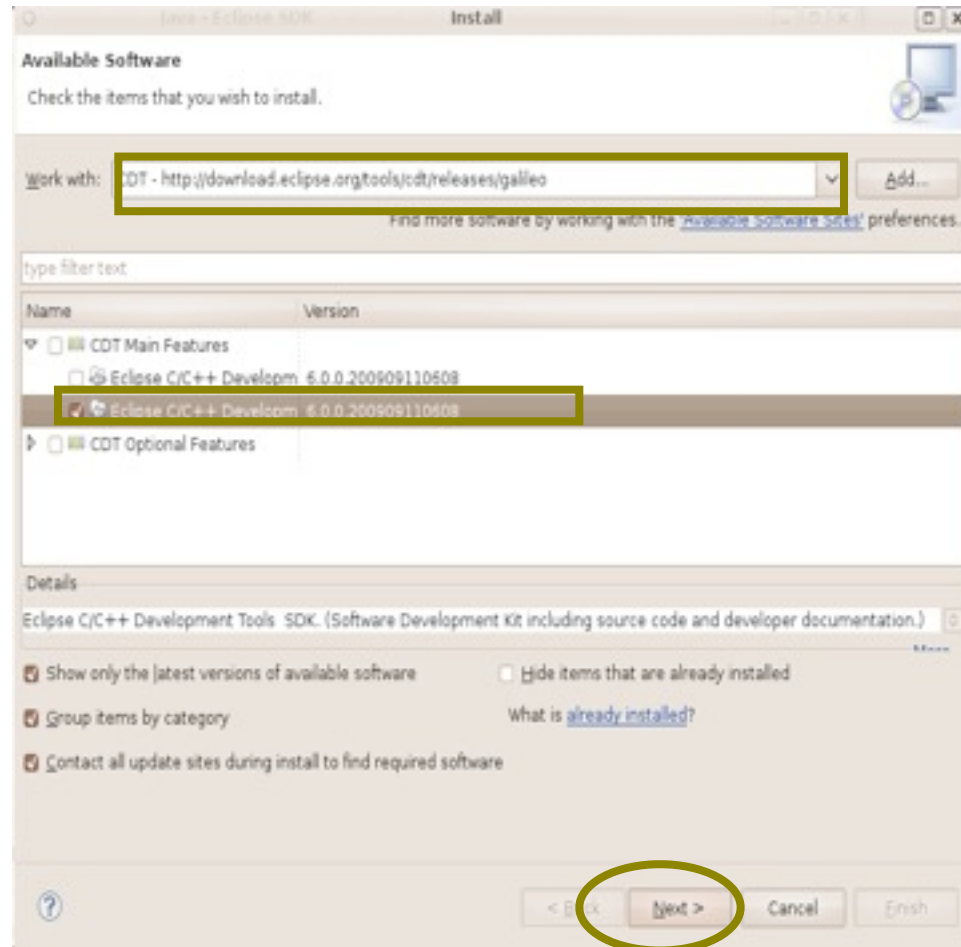 Java - Eclipse SDK
Install
Available Software
Check the items that you wish to install.
Work with: CDT - http://download.eclipse.org/tools/cdt/releases/galileo
Add...
Find more software by working with the 'Available Software Sites' preferences.
type filter text
Name Version
CDT Main Features
Eclipse C/C++ Developm 6.0.0.200909110608
Eclipse C/C++ Developm 6.0.0.200909110608
CDT Optional Features
Details
Eclipse C/C++ Development Tools SDK. (Software Development Kit including source code and developer documentation.)
More
Show only the latest versions of available software
Hide items that are already installed
Group items by category
What is already installed?
Contact all update sites during install to find required software
< Back Next > Cancel Finish